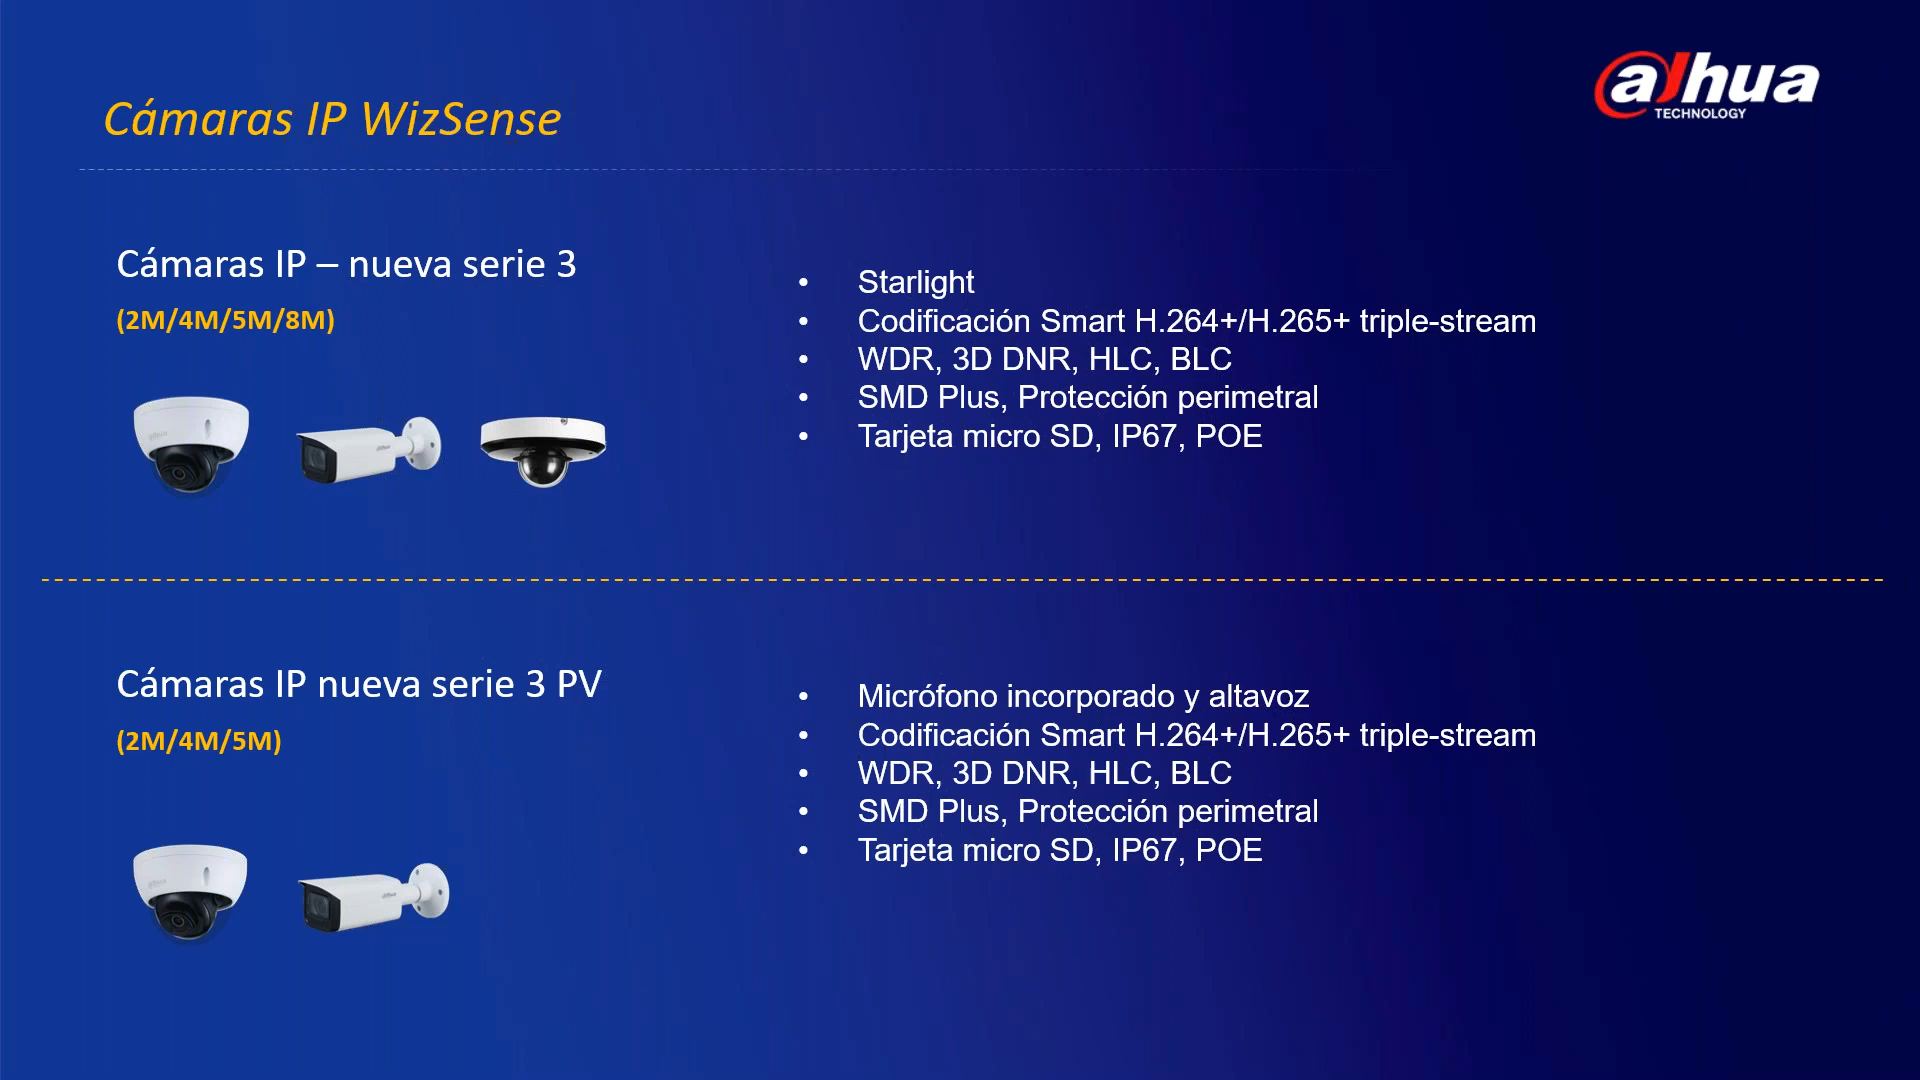 alhua
TECHNOLOGY
Cámaras IP WizSense
Cámaras IP – nueva serie 3
(2M/4M/5M/8M)
• Starlight
• Codificación Smart H.264+/H.265+ triple-stream
• WDR, 3D DNR, HLC, BLC
• SMD Plus, Protección perimetral
• Tarjeta micro SD, IP67, POE
Cámaras IP nueva serie 3 PV
(2M/4M/5M)
• Micrófono incorporado y altavoz
• Codificación Smart H.264+/H.265+ triple-stream
• WDR, 3D DNR, HLC, BLC
• SMD Plus, Protección perimetral
• Tarjeta micro SD, IP67, POE